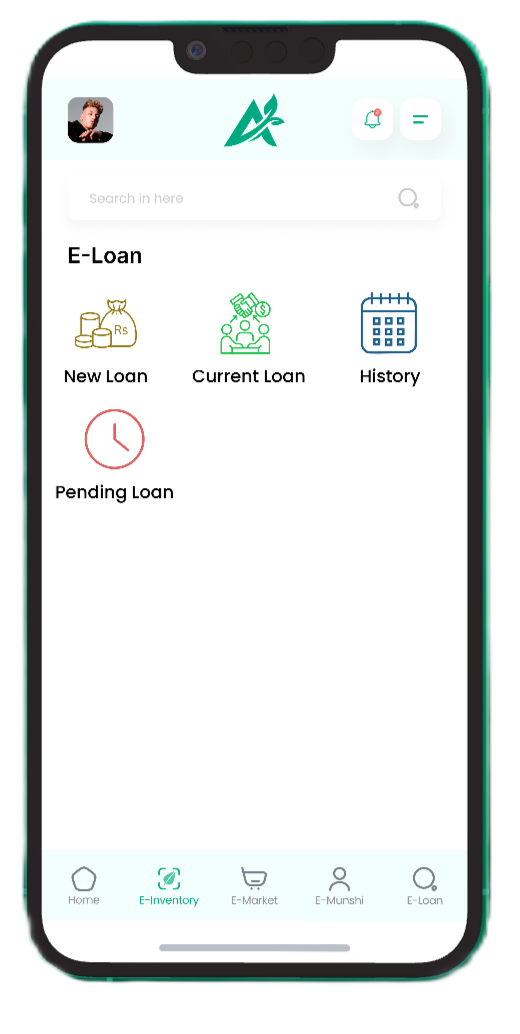 Search in here
E-Loan
Rs
$
New Loan Current Loan History
Pending Loan
Home E-Inventory E-Market E-Munshi E-Loan